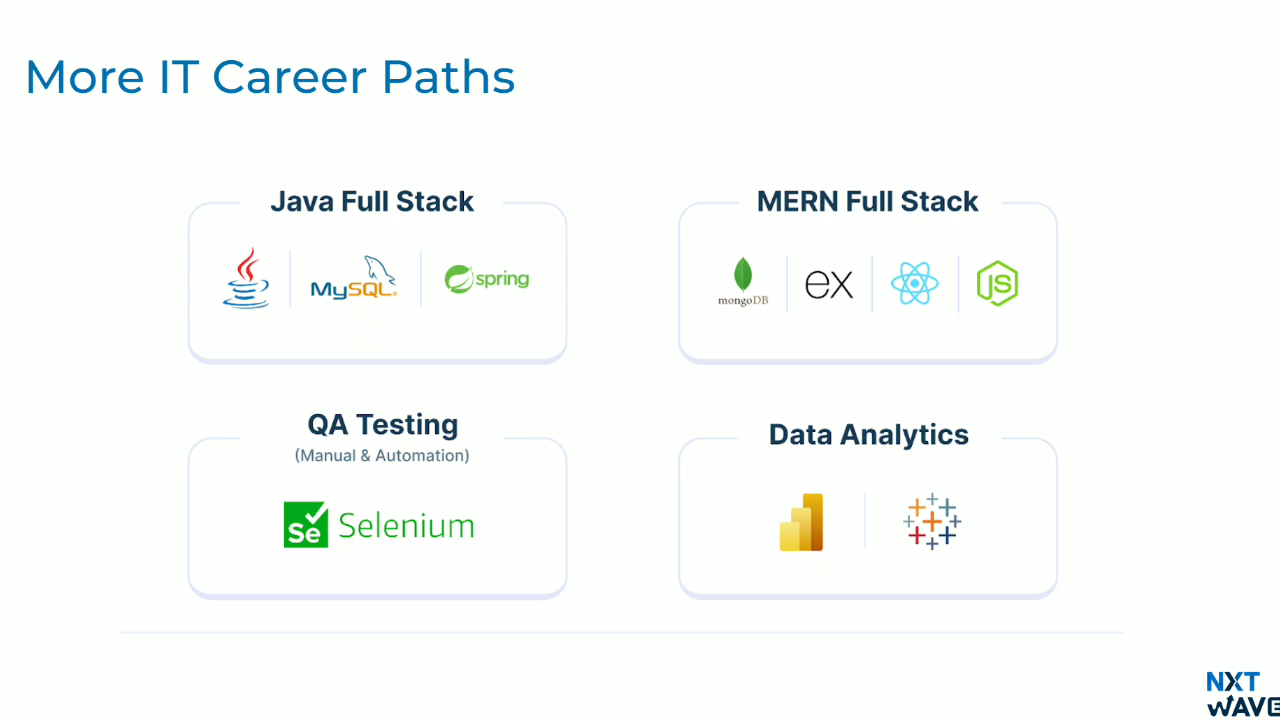 More IT Career Paths
Java Full Stack
MySQL
spring
MERN Full Stack
mongoDB
ex
JS
QA Testing
(Manual & Automation)
Se Selenium
Data Analytics
NXT
WAVE